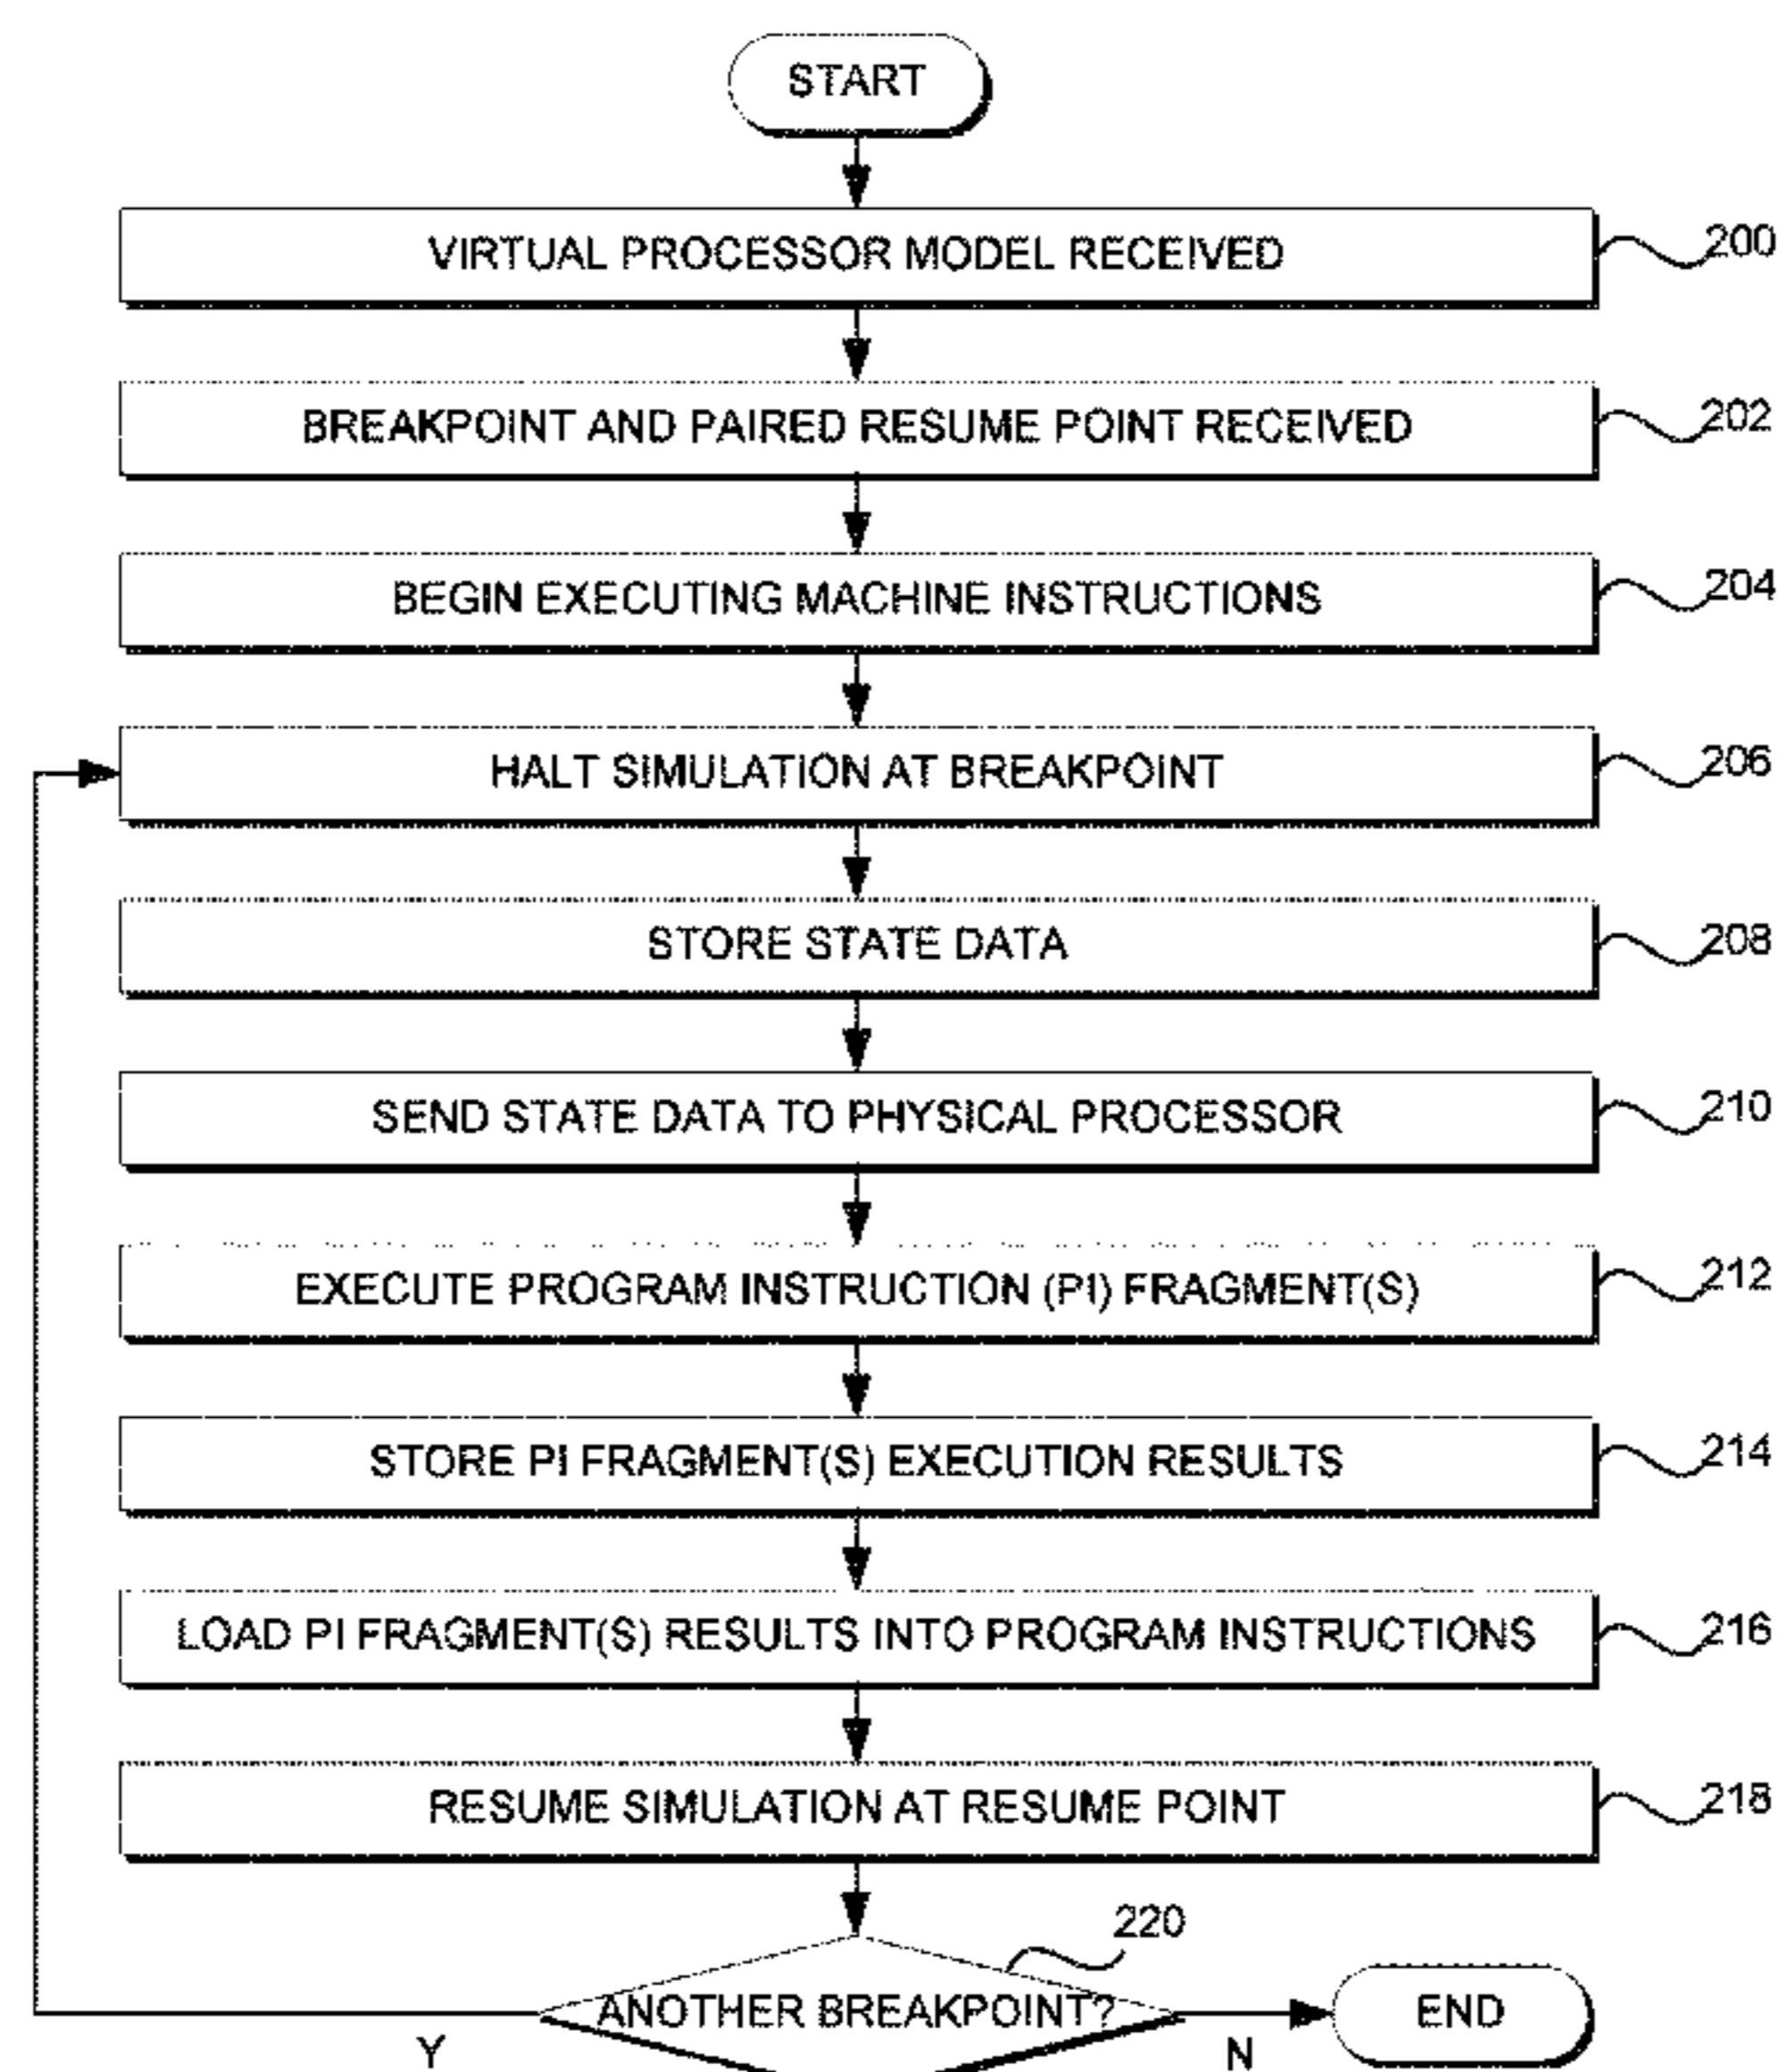 START
VIRTUAL PROCESSOR MODEL RECEIVED
200
BREAKPOINT AND PAIRED RESUME POINT RECEIVED
202
BEGIN EXECUTING MACHINE INSTRUCTIONS
204
HALT SIMULATION AT BREAKPOINT
206
STORE STATE DATA
208
SEND STATE DATA TO PHYSICAL PROCESSOR
210
EXECUTE PROGRAM INSTRUCTION (PI) FRAGMENT(S)
212
STORE PI FRAGMENT(S) EXECUTION RESULTS
214
LOAD PI FRAGMENT(S) RESULTS INTO PROGRAM INSTRUCTIONS
216
RESUME SIMULATION AT RESUME POINT
218
220
ANOTHER BREAKPOINT?
END
Y
N